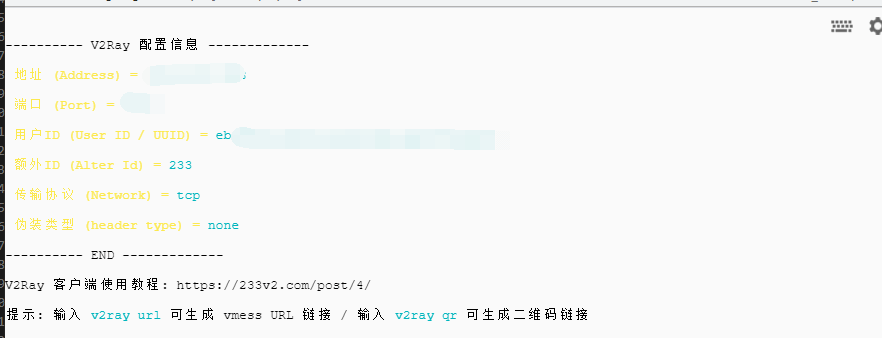 ---------- V2Ray 配置信息 -------------
地址 (Address) =
端口 (Port) =
用户ID (User ID / UUID) = eb
额外ID (Alter Id) = 233
传输协议 (Network) = tcp
伪装类型 (header type) = none
---------- END -------------
V2Ray 客户端使用教程: https://233v2.com/post/4/
提示: 输入 v2ray url 可生成 vmess URL 链接 / 输入 v2ray qr 可生成二维码链接